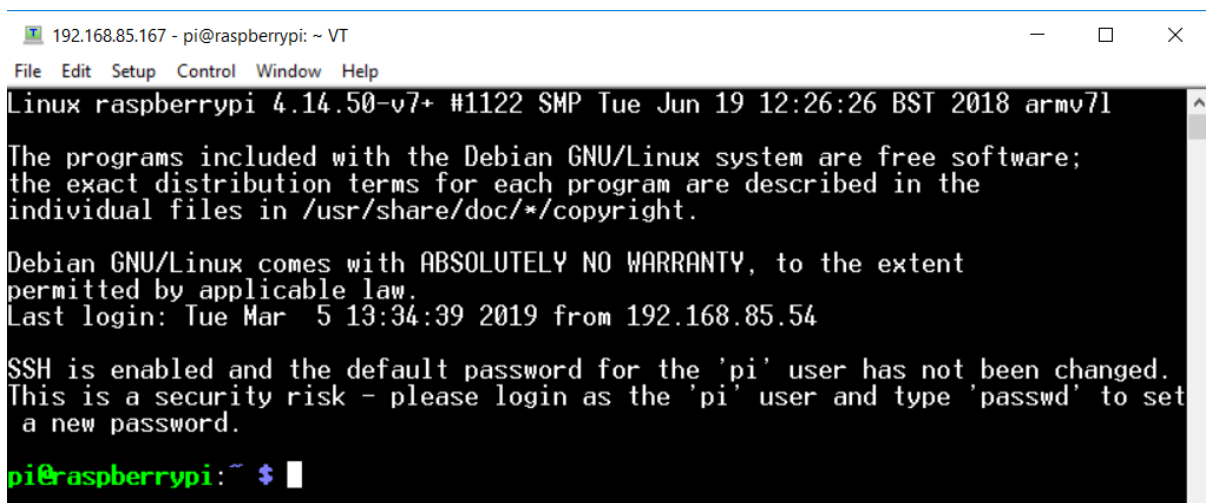 192.168.85.167 - pi@raspberrypi: ~ VT
File Edit Setup Control Window Help
Linux raspberrypi 4.14.50-v7+ #1122 SMP Tue Jun 19 12:26:26 BST 2018 armv7l
The programs included with the Debian GNU/Linux system are free software;
the exact distribution terms for each program are described in the
individual files in /usr/share/doc/*/copyright.
Debian GNU/Linux comes with ABSOLUTELY NO WARRANTY, to the extent
permitted by applicable law.
Last login: Tue Mar  5 13:34:39 2019 from 192.168.85.54
SSH is enabled and the default password for the 'pi' user has not been changed.
This is a security risk - please login as the 'pi' user and type 'passwd' to set
 a new password.
pi@raspberrypi:~ $